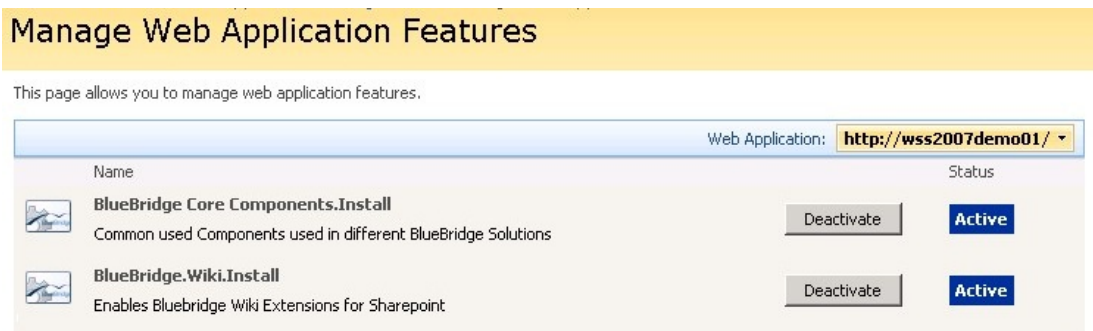 Manage Web Application Features
This page allows you to manage web application features.
Web Application: http://wss2007demo01/
Name Status
BlueBridge Core Components.Install
Common used Components used in different BlueBridge Solutions
Deactivate Active
BlueBridge.Wiki.Install
Enables Bluebridge Wiki Extensions for Sharepoint
Deactivate Active